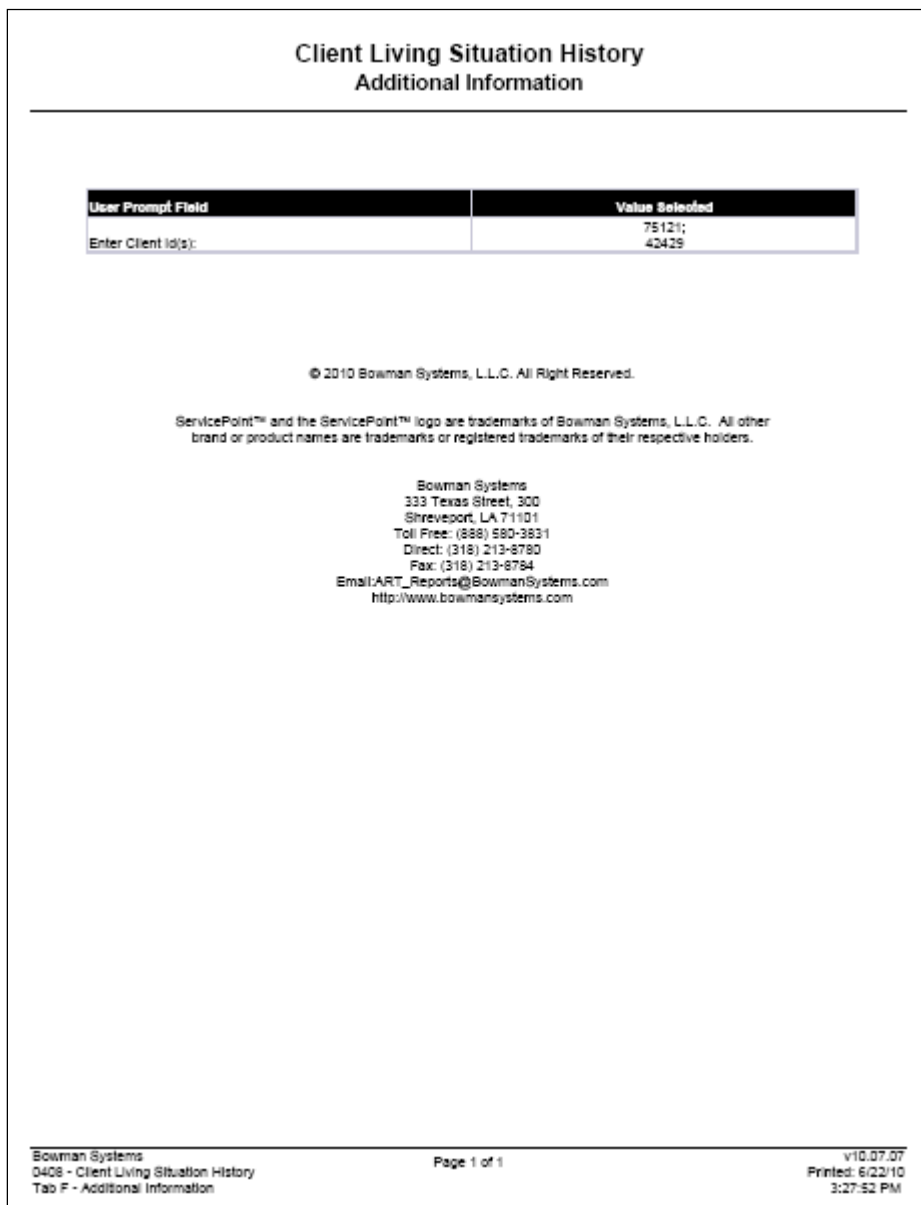 Client Living Situation History
Additional Information
User Prompt Field Value Selected
75121;
Enter Client Id(s): 42429
© 2010 Bowman Systems, L.L.C. All Right Reserved.
ServicePoint™ and the ServicePoint™ logo are trademarks of Bowman Systems, L.L.C. All other
brand or product names are trademarks or registered trademarks of their respective holders.
Bowman Systems
333 Texas Street, 300
Shreveport, LA 71101
Toll Free: (888) 580-3831
Direct: (318) 213-8780
Fax: (318) 213-8784
Email:ART_Reports@BowmanSystems.com
http://www.bowmansystems.com
Bowman Systems
0408 - Client Living Situation History
Tab F - Additional Information
Page 1 of 1
v10.07.07
Printed: 6/22/10
3:27:52 PM